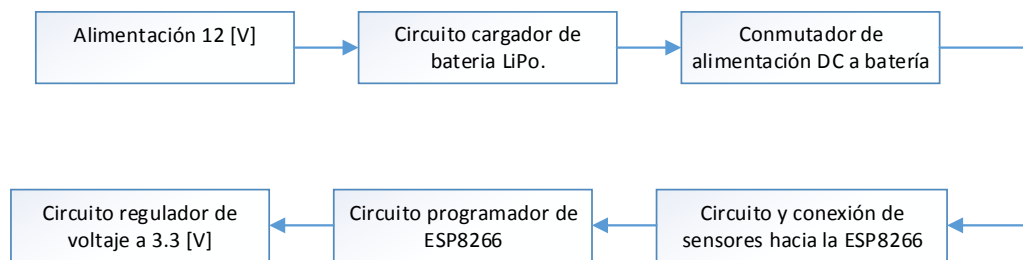 Alimentación 12 [V]
Circuito cargador de
bateria LiPo.
Conmutador de
alimentación DC a batería
Circuito regulador de
voltaje a 3.3 [V]
Circuito programador de
ESP8266
Circuito y conexión de
sensores hacia la ESP8266